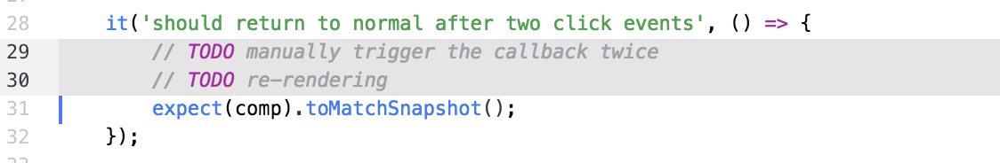 28 it('should return to normal after two click events', () => {
29 // TODO manually trigger the callback twice
30 // TODO re-rendering
31 expect(comp).toMatchSnapshot();
32 });